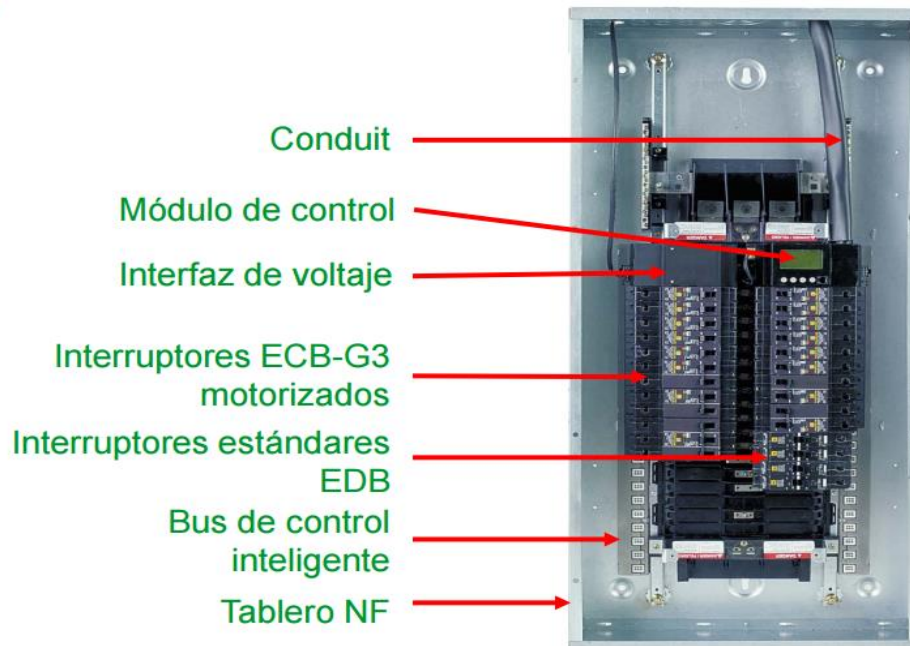 Conduit
Módulo de control
Interfaz de voltaje
Interruptores ECB-G3
motorizados
Interruptores estándares
EDB
Bus de control
inteligente
Tablero NF